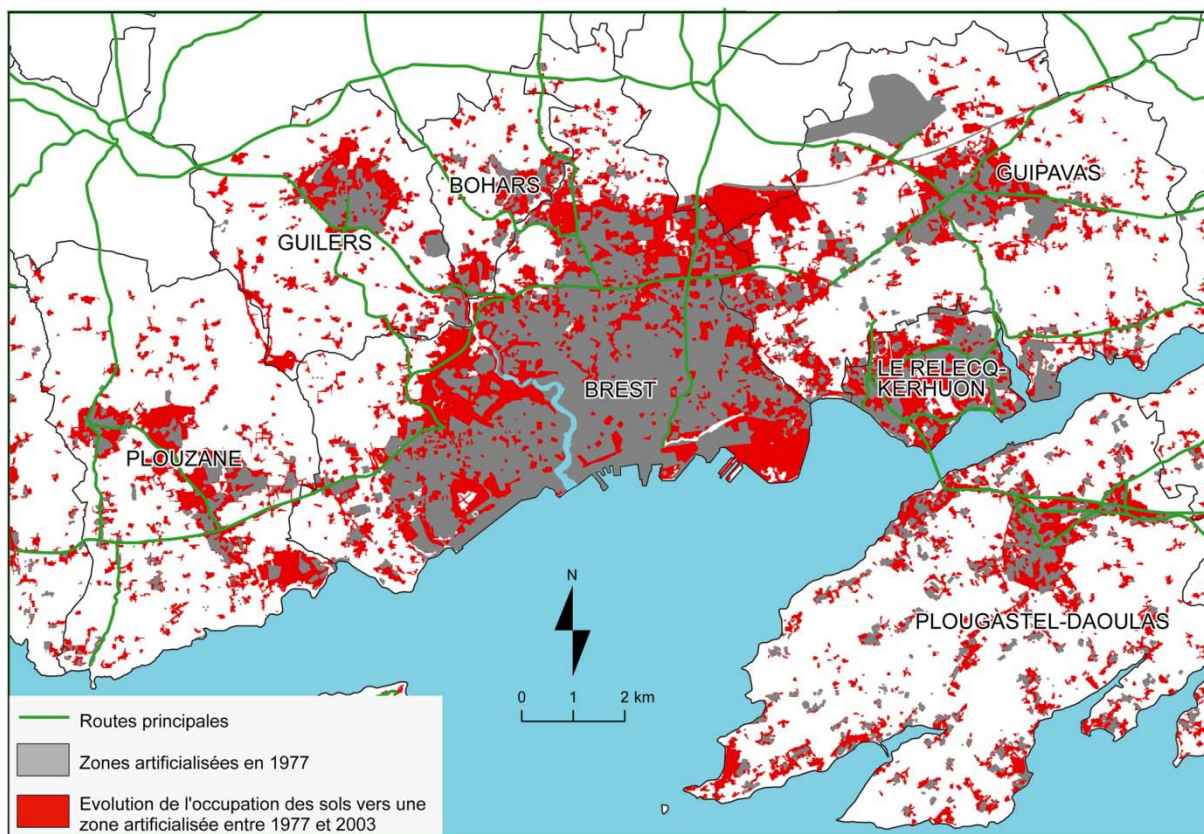 GUIPAVAS
BOHARS
GUILERS
LE RELECQ-
KERHUON
BREST
PLOUZANE
N
PLOUGASTEL-DAOULAS
0 1 2 km
Routes principales
Zones artificialisées en 1977
Evolution de l'occupation des sols vers une
zone artificialisée entre 1977 et 2003